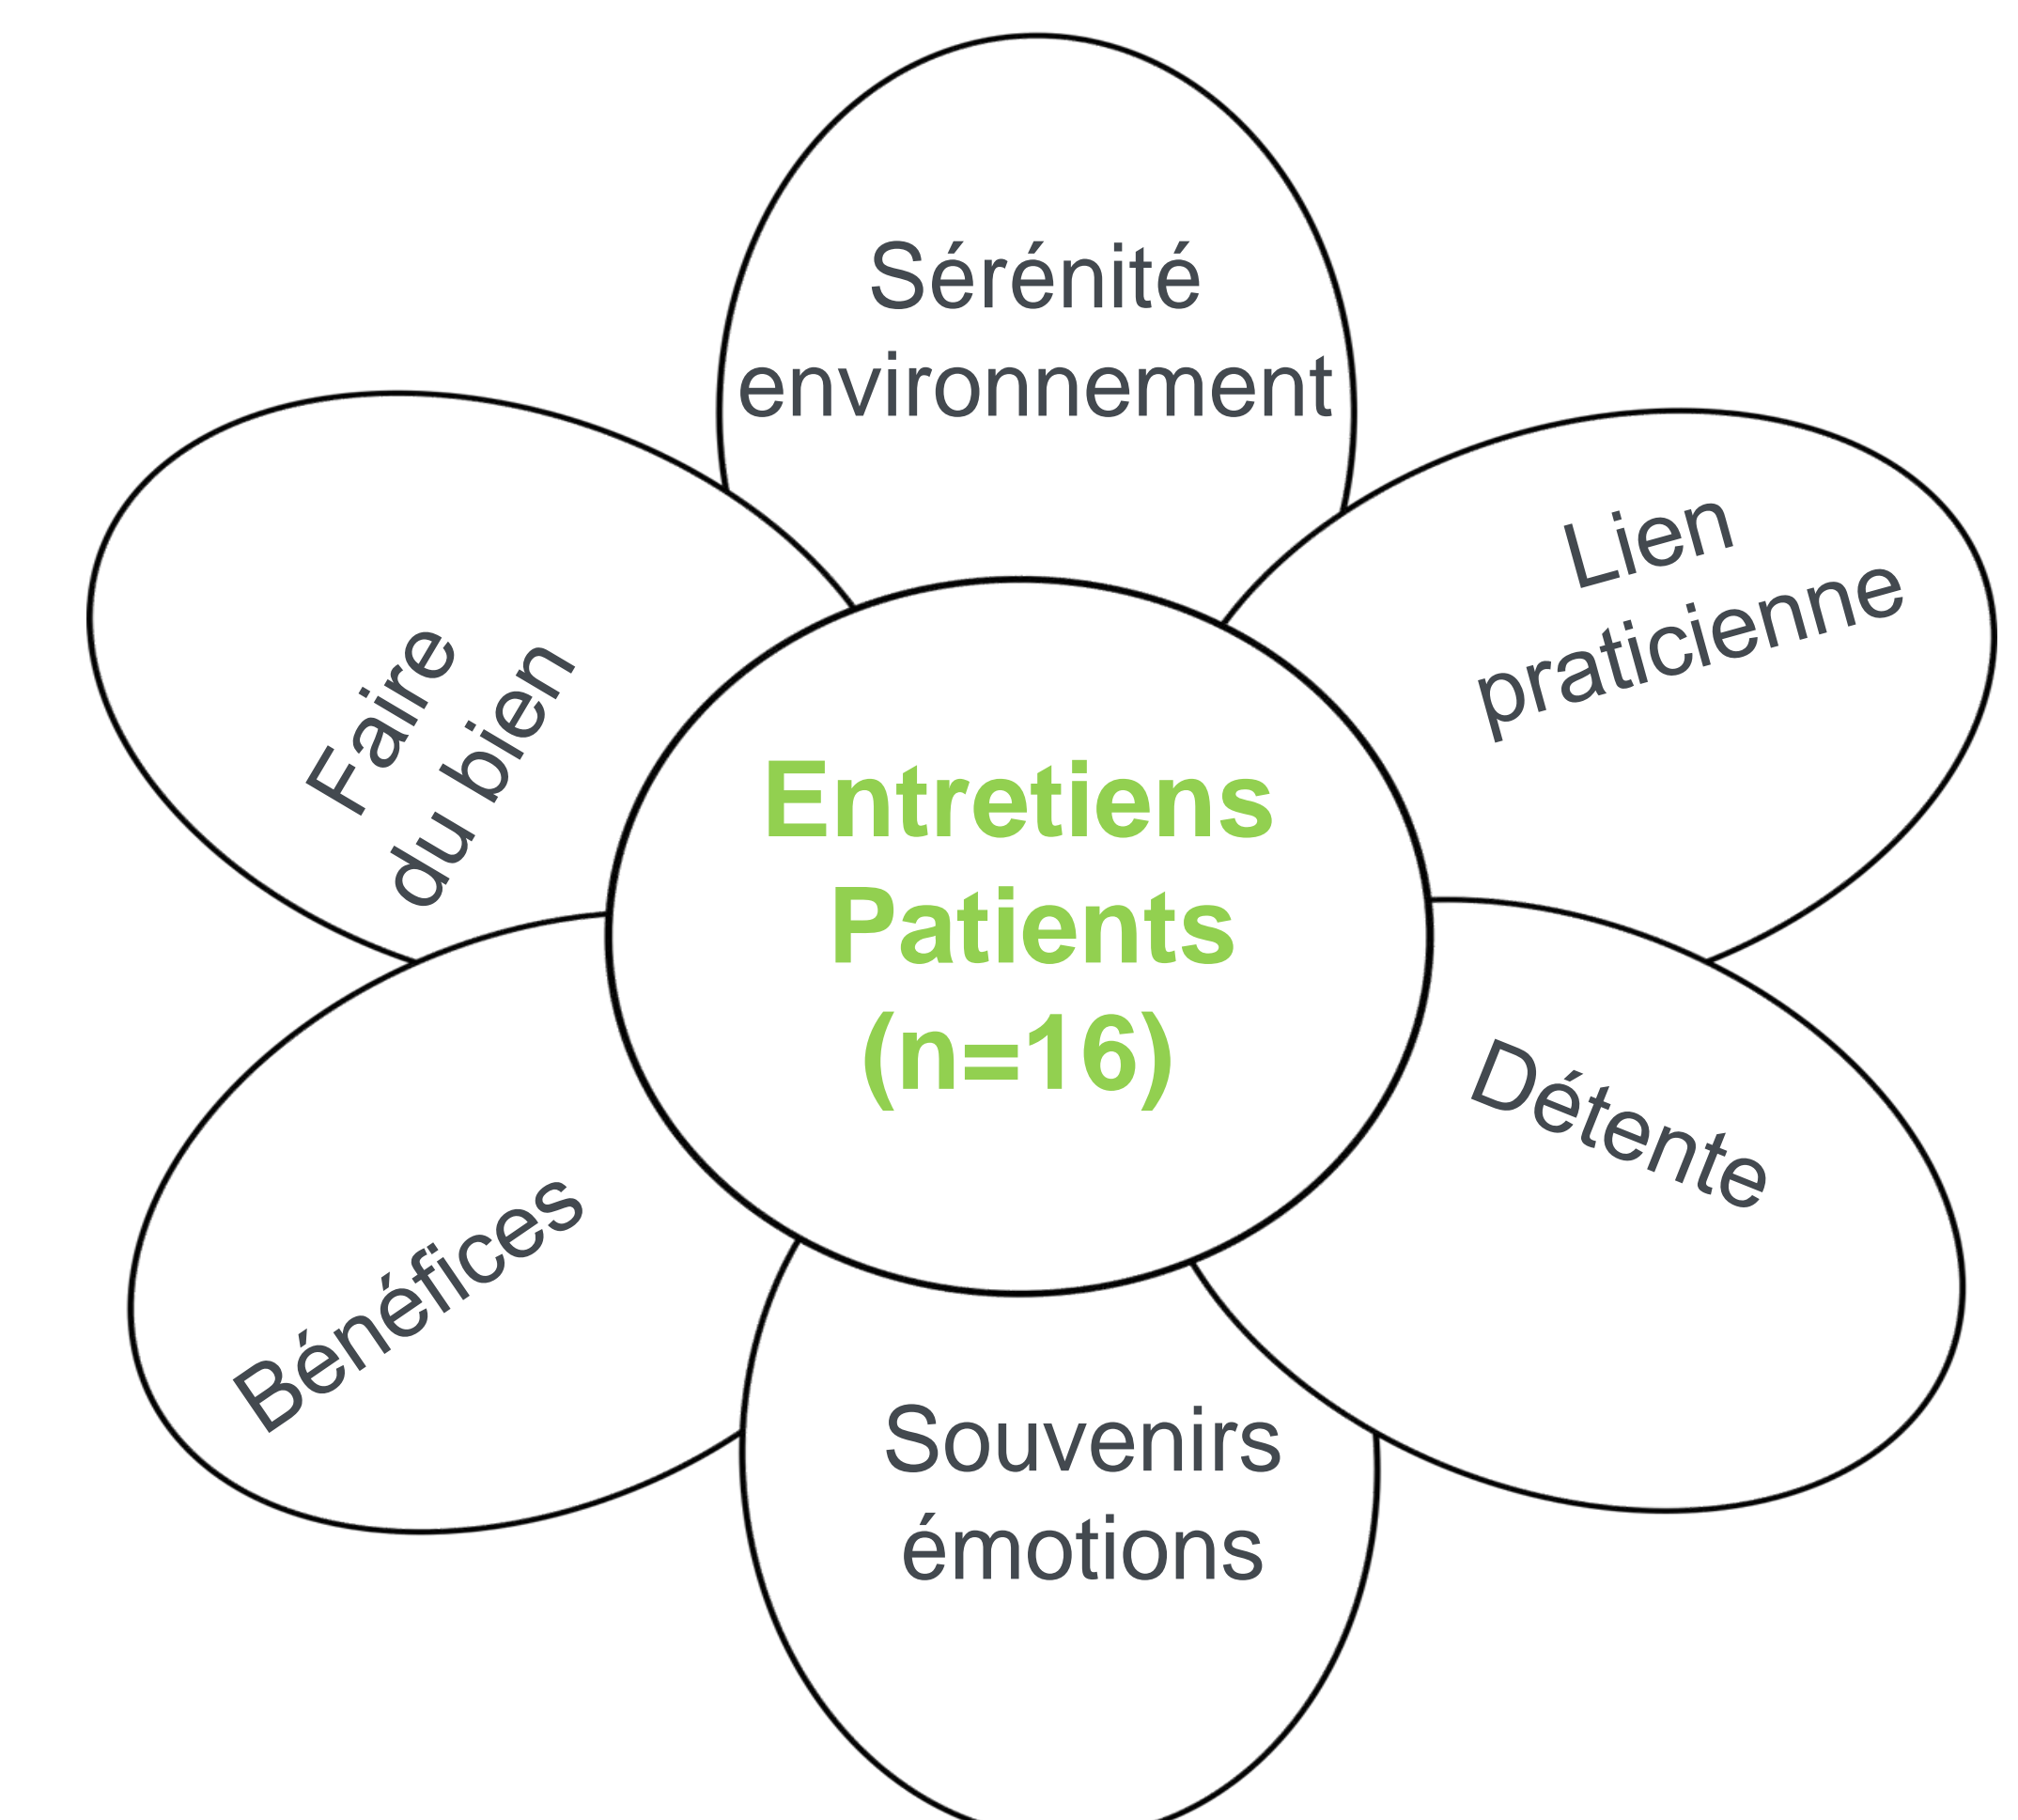 Sérénité
environnement
Lien
praticienne
Faire
du bien
Entretiens
Patients
(n=16)
Détente
Bénéfices
Souvenirs
émotions